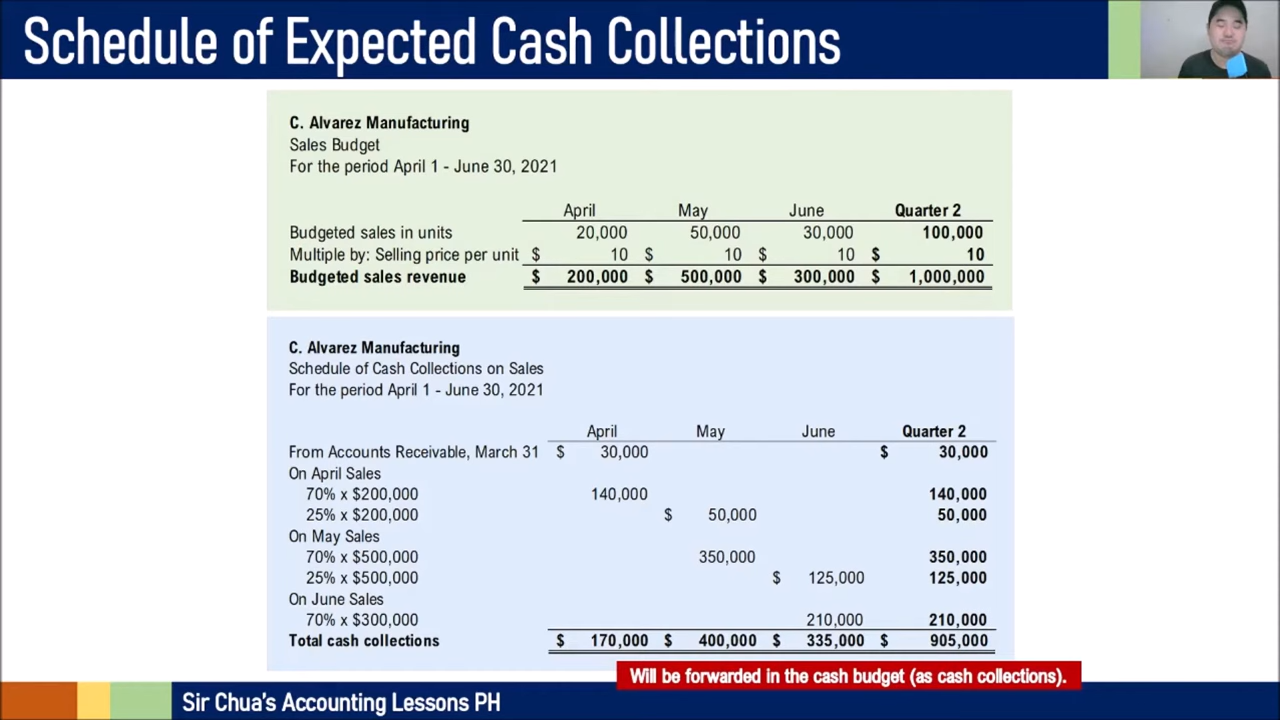 Schedule of Expected Cash Collections
C. Alvarez Manufacturing
Sales Budget
For the period April 1 - June 30, 2021
April May June Quarter 2
Budgeted sales in units 20,000 50,000 30,000 100,000
Multiple by: Selling price per unit $ 10 $ 10 $ 10 $ 10
Budgeted sales revenue $ 200,000 $ 500,000 $ 300,000 $ 1,000,000
C. Alvarez Manufacturing
Schedule of Cash Collections on Sales
For the period April 1 - June 30, 2021
April May June Quarter 2
From Accounts Receivable, March 31 $ 30,000 $ 30,000
On April Sales
70% x $200,000 140,000 140,000
25% x $200,000 $ 50,000 50,000
On May Sales
70% x $500,000 350,000 350,000
25% x $500,000 $ 125,000 125,000
On June Sales
70% x $300,000 210,000 210,000
Total cash collections $ 170,000 $ 400,000 $ 335,000 $ 905,000
Will be forwarded in the cash budget (as cash collections).
Sir Chua's Accounting Lessons PH